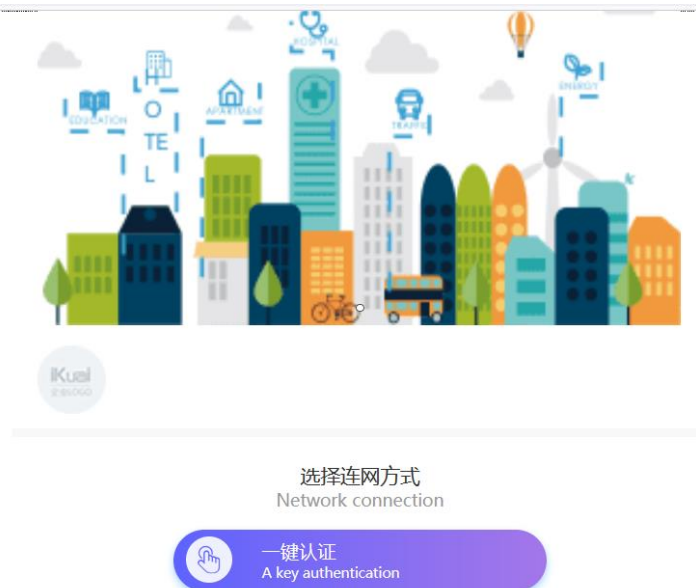 HOSPITAL
HOTEL
ENERGY
EDUCATION
APARTMENT
TRAFFIC
iKuai
企业LOGO
选择连网方式
Network connection
一键认证
A key authentication